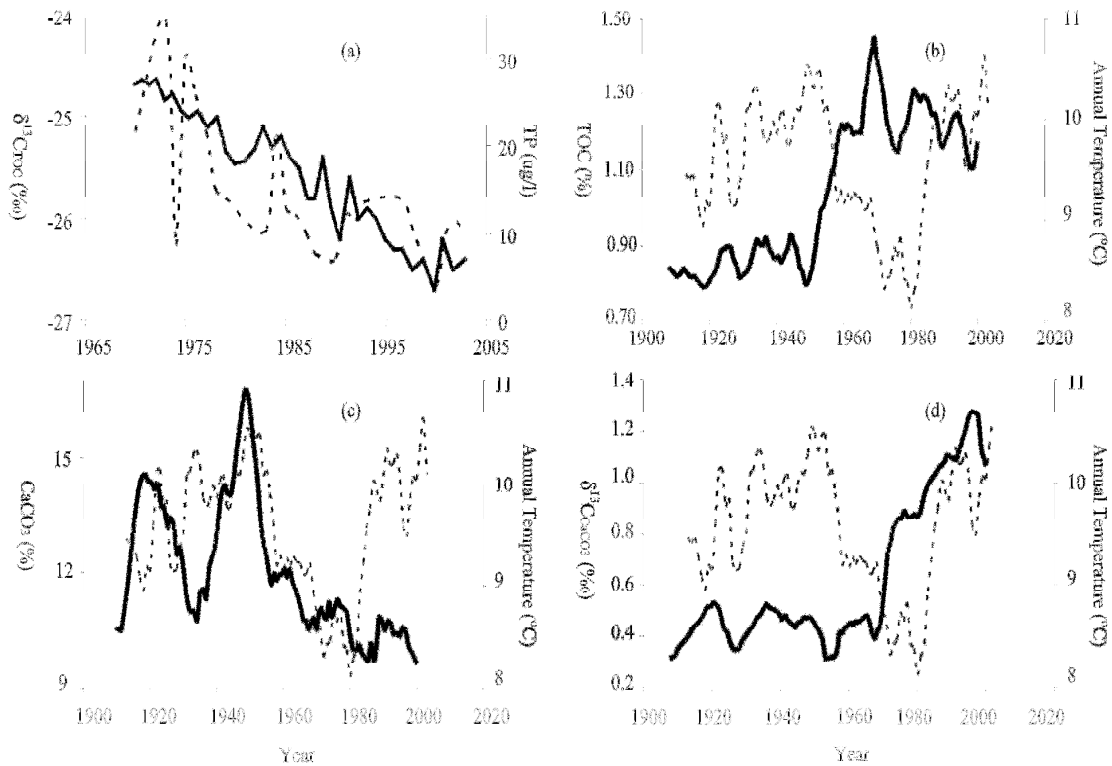 -24
-25
-26
-27
δ¹³CTOC (‰)
(a)
30
20
10
0
TP (ug/l)
1965 1975 1985 1995 2005
1.50
1.30
1.10
0.90
0.70
TOC (%)
(b)
11
10
9
8
Annual Temperature (°C)
1900 1920 1940 1960 1980 2000 2020
15
12
9
CaCO₃ (%)
(c)
11
10
9
8
Annual Temperature (°C)
1900 1920 1940 1960 1980 2000 2020
Year
1.4
1.2
1.0
0.8
0.6
0.4
0.2
δ¹³CCaCO3 (‰)
(d)
11
10
9
8
Annual Temperature (°C)
1900 1920 1940 1960 1980 2000 2020
Year